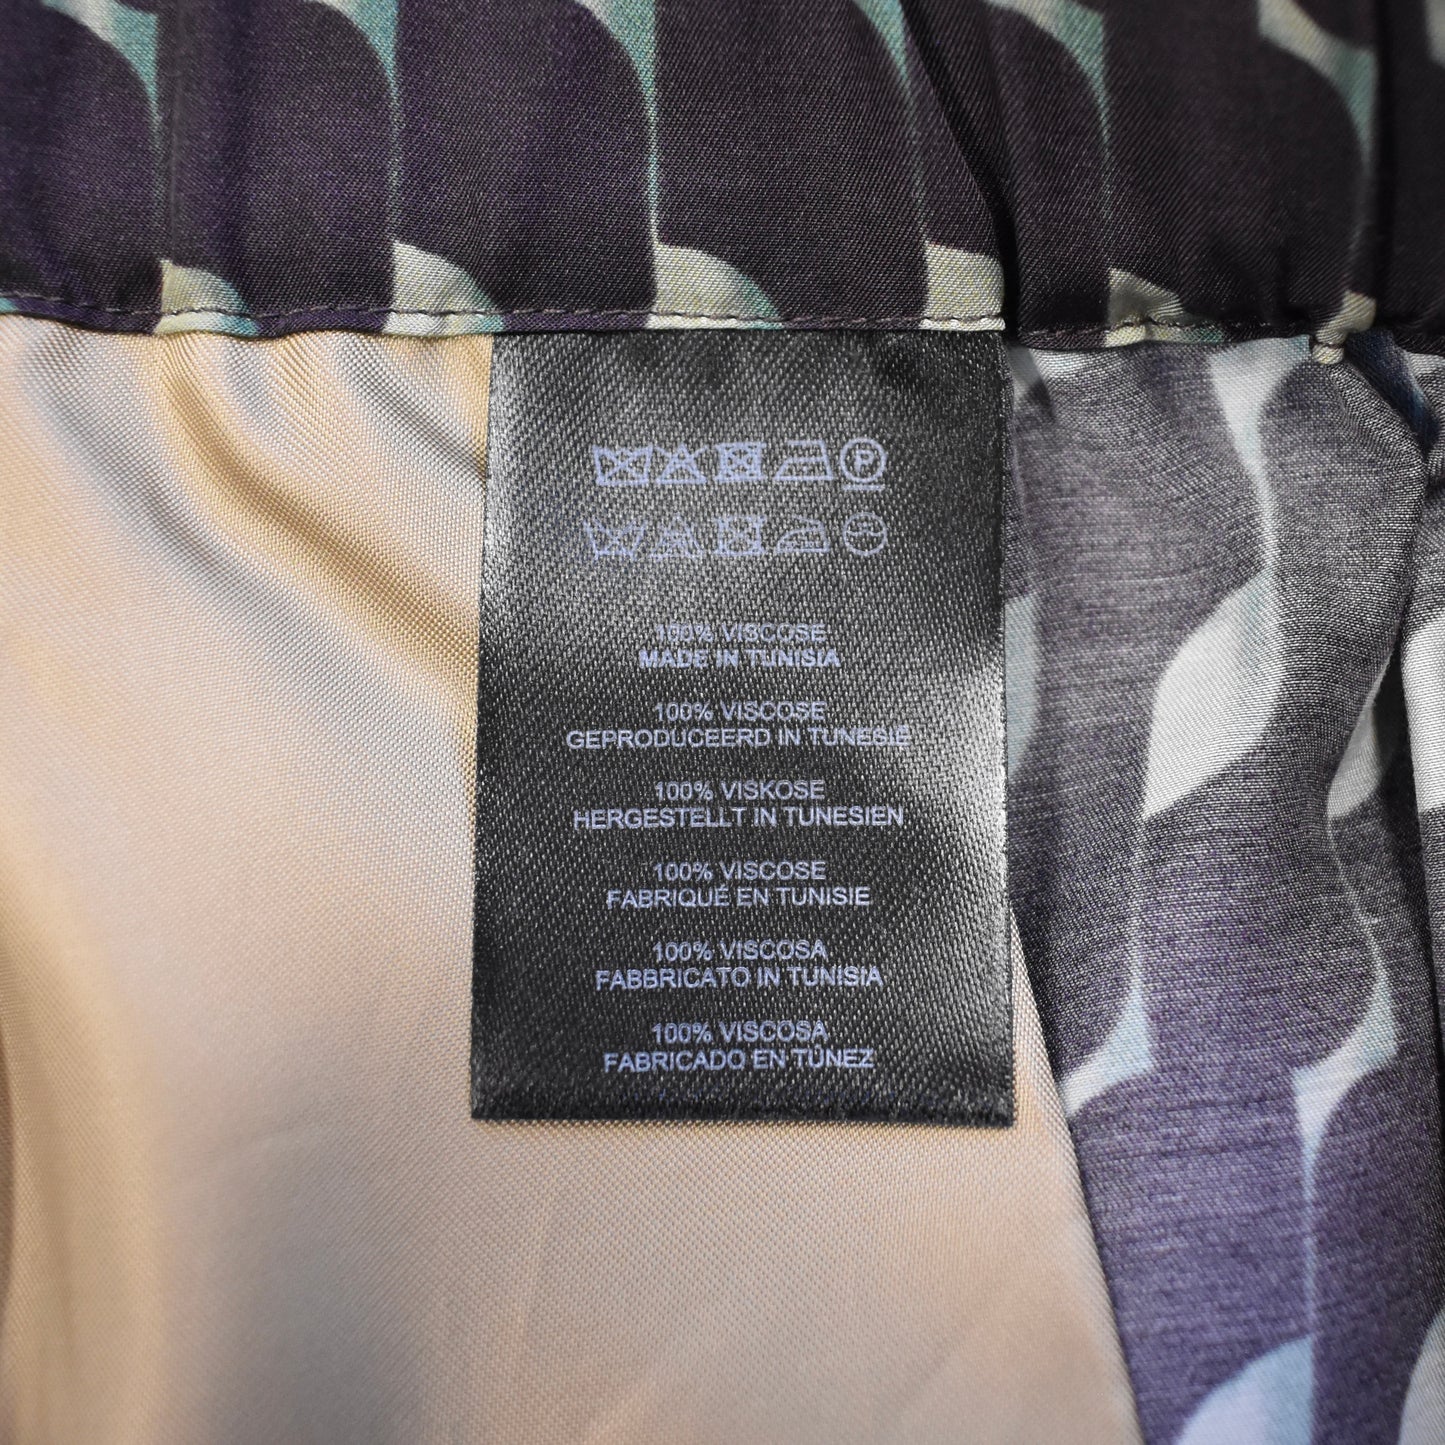 P
100% VISCOSE
MADE IN TUNISIA
100% VISCOSE
GEPRODUCEERD IN TUNESIË
100% VISKOSE
HERGESTELLT IN TUNESIEN
100% VISCOSE
FABRIQUÉ EN TUNISIE
100% VISCOSA
FABBRICATO IN TUNISIA
100% VISCOSA
FABRICADO EN TÚNEZ